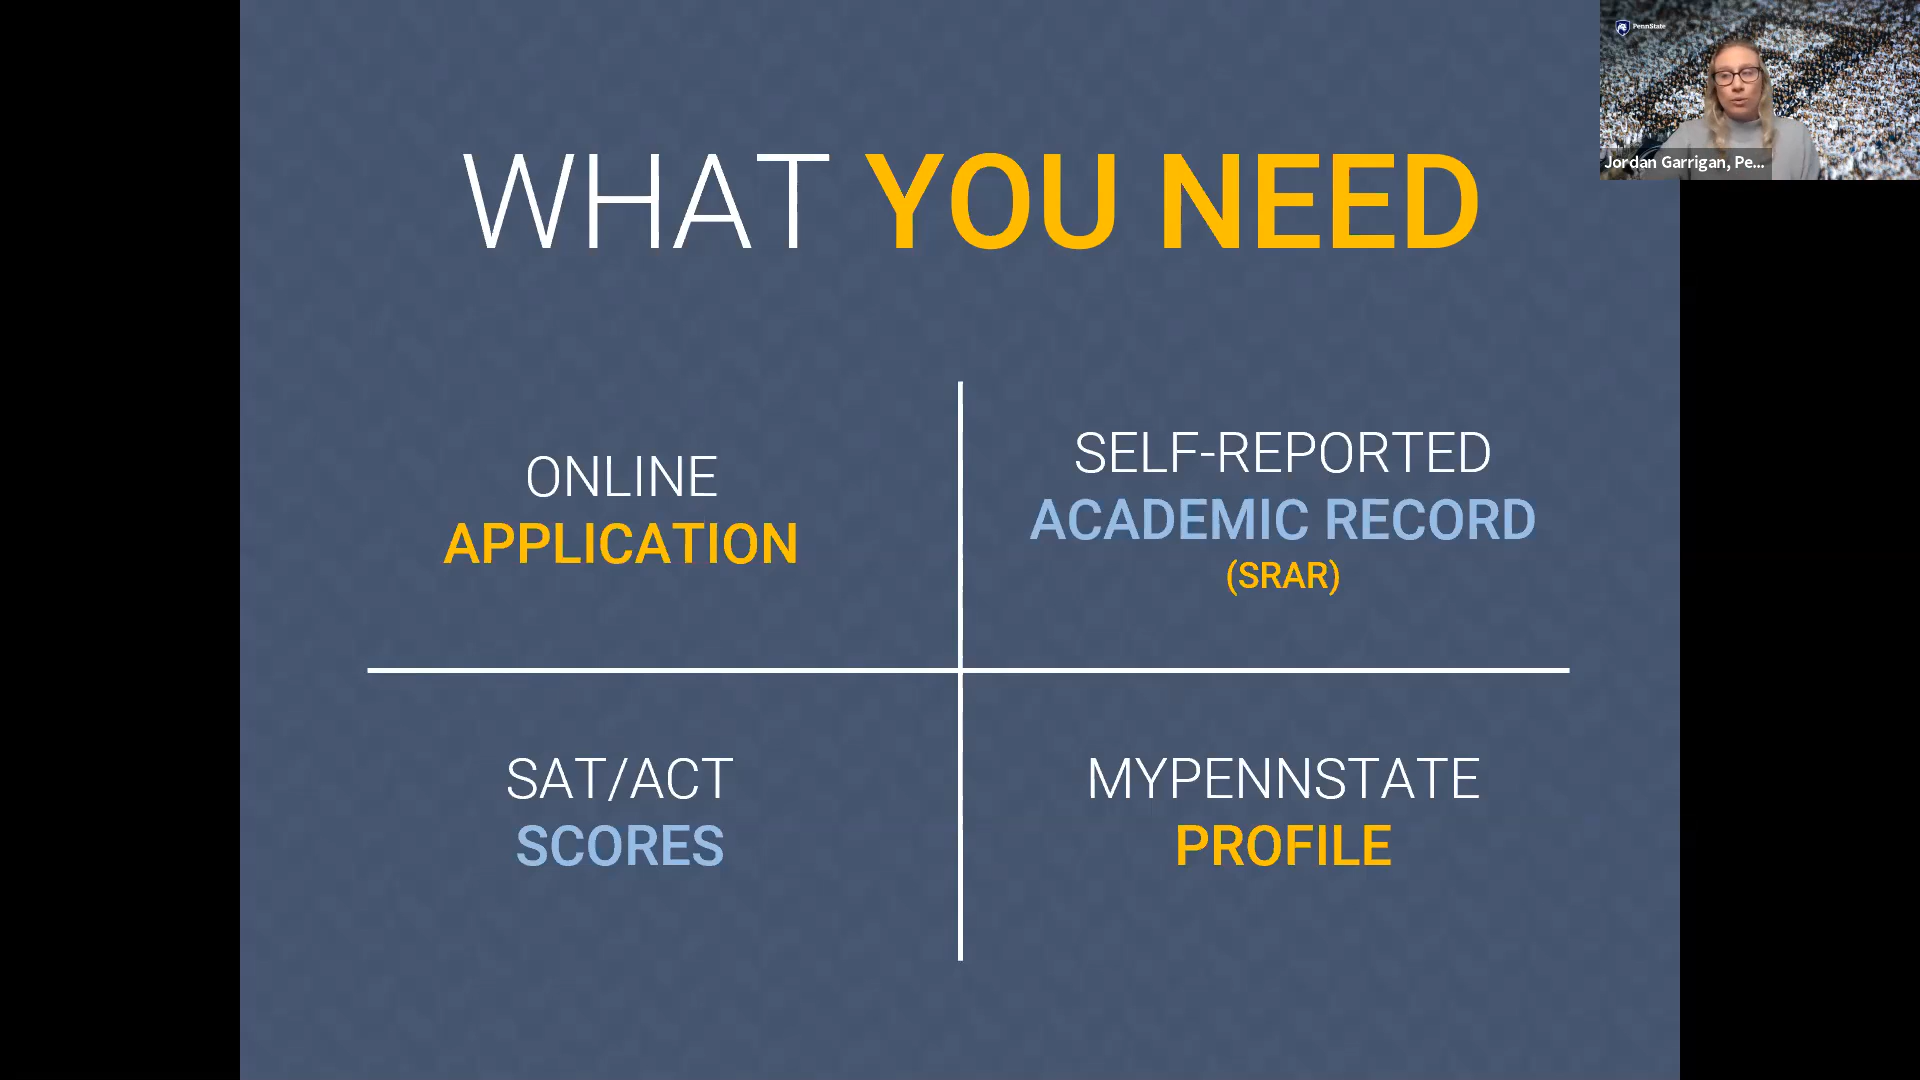 PennState
Jordan Garrigan, Pe...
WHAT YOU NEED
ONLINE
APPLICATION
SELF-REPORTED
ACADEMIC RECORD
(SRAR)
SAT/ACT
SCORES
MYPENNSTATE
PROFILE